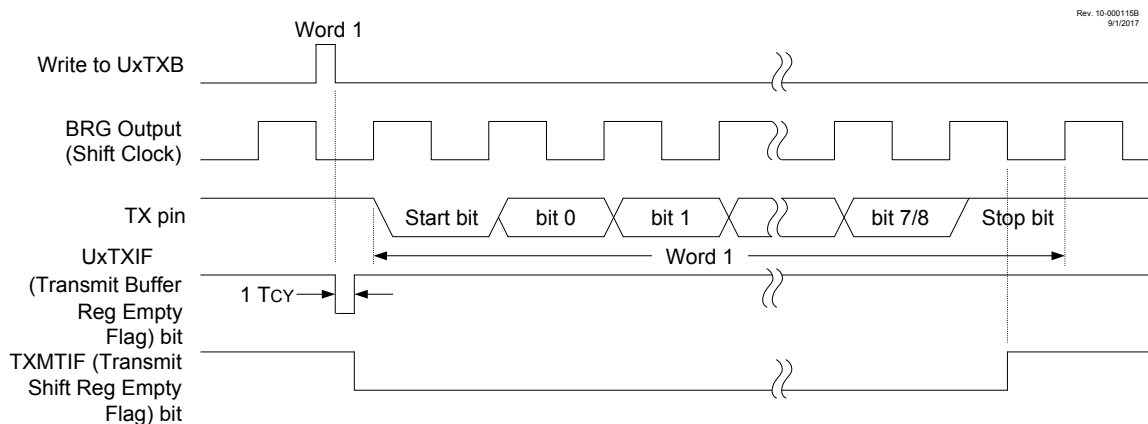 Rev. 10-000115B
9/1/2017
Word 1
Write to UxTXB
BRG Output
(Shift Clock)
TX pin
Start bit
bit 0
bit 1
bit 7/8
Stop bit
Word 1
UxTXIF
(Transmit Buffer
Reg Empty
Flag) bit
1 TCY
TXMTIF (Transmit
Shift Reg Empty
Flag) bit